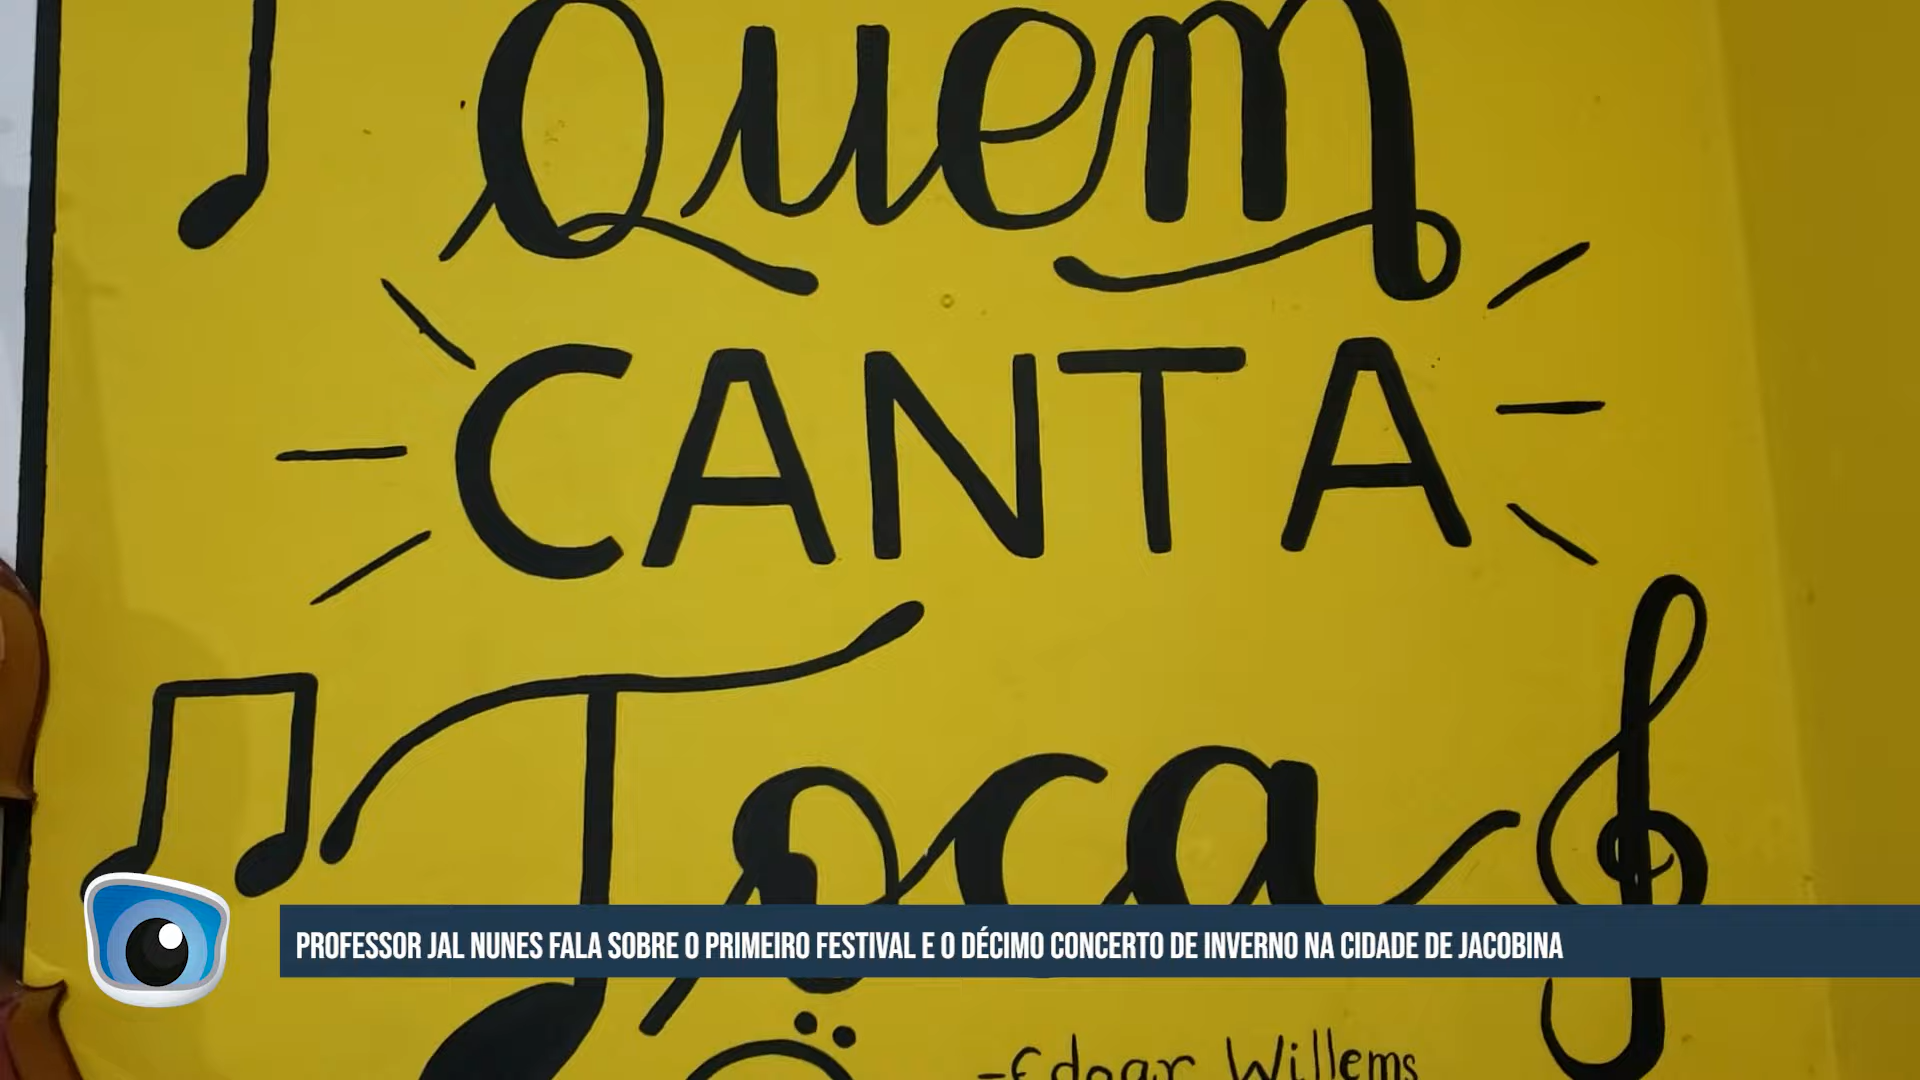 Quem
CANTA
Toca
PROFESSOR JAL NUNES FALA SOBRE O PRIMEIRO FESTIVAL E O DÉCIMO CONCERTO DE INVERNO NA CIDADE DE JACOBINA
-Edgar Willems